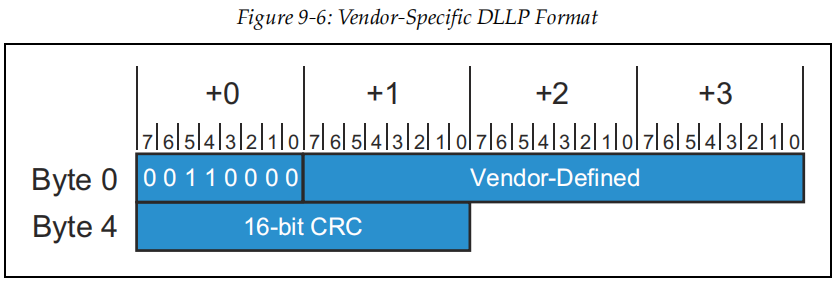 Figure 9-6: Vendor-Specific DLLP Format
+0 +1 +2 +3
7 6 5 4 3 2 1 0 7 6 5 4 3 2 1 0 7 6 5 4 3 2 1 0 7 6 5 4 3 2 1 0
Byte 0 0 0 1 1 0 0 0 0 Vendor-Defined
Byte 4 16-bit CRC